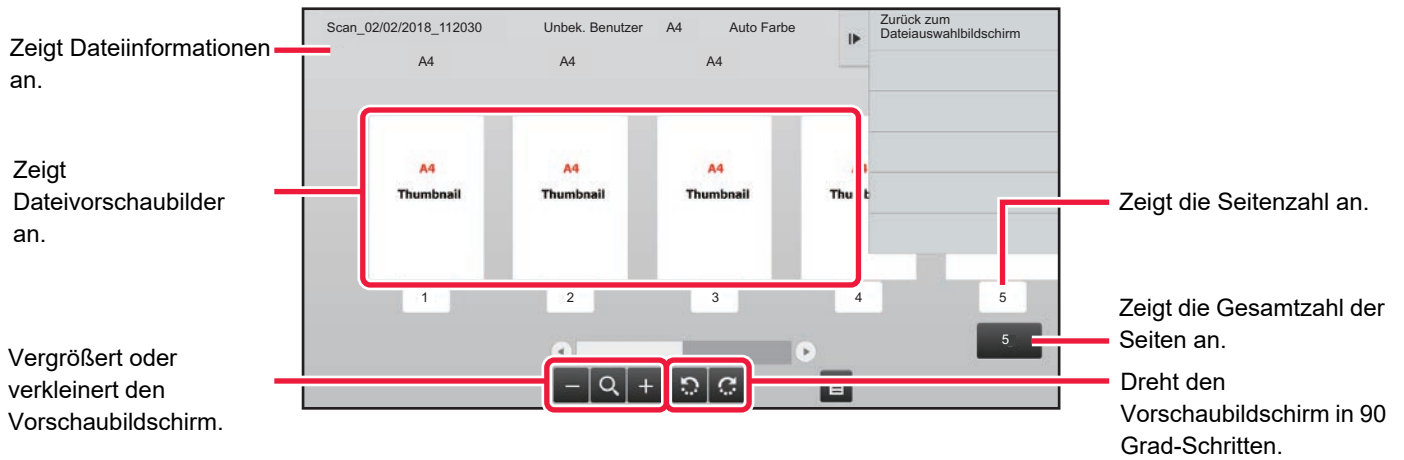 Zeigt Dateiinformationen
an.
Scan_02/02/2018_112030 Unbek. Benutzer A4 Auto Farbe
Zurück zum
Dateiauswahlbildschirm
A4 A4 A4
Zeigt
Dateivorschaubilder
an.
A4 A4 A4
Thumbnail Thumbnail Thumbnail
Zeigt die Seitenzahl an.
1 2 3 4 5
Zeigt die Gesamtzahl der
Seiten an.
5
Vergrößert oder
verkleinert den
Vorschaubildschirm.
Dreht den
Vorschaubildschirm in 90
Grad-Schritten.